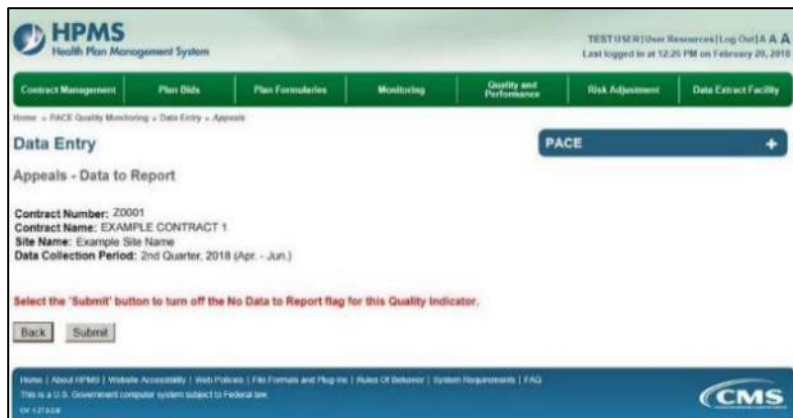 HPMS
Health Plan Management System
TEST USER | User Resources | Log Out | A A A
Last logged in at 12:26 PM on February 20, 2018
Contract Management Plan Bids Plan Formularies Monitoring Quality and Performance Risk Adjustment Data Extract Facility
Home » PACE Quality Monitoring » Data Entry » Appeals
Data Entry
PACE +
Appeals - Data to Report
Contract Number: Z0001
Contract Name: EXAMPLE CONTRACT 1
Site Name: Example Site Name
Data Collection Period: 2nd Quarter, 2018 (Apr. - Jun.)
Select the 'Submit' button to turn off the No Data to Report flag for this Quality Indicator.
Back Submit
Home | About HPMS | Website Accessibility | Web Policies | File Formats and Plug-ins | Rules Of Behavior | System Requirements | FAQ
This is a U.S. Government computer system subject to Federal law.
CMS